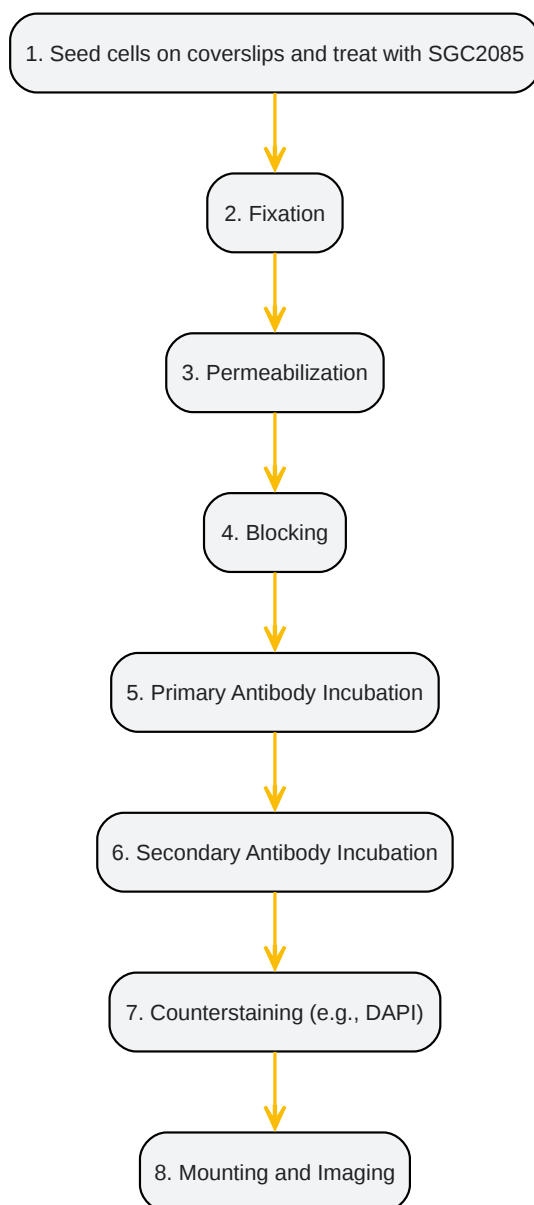 1. Seed cells on coverslips and treat with SGC2085
2. Fixation
3. Permeabilization
4. Blocking
5. Primary Antibody Incubation
6. Secondary Antibody Incubation
7. Counterstaining (e.g., DAPI)
8. Mounting and Imaging